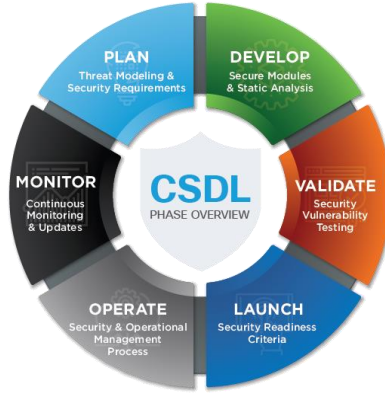 PLAN
Threat Modeling &
Security Requirements
DEVELOP
Secure Modules
& Static Analysis
VALIDATE
Security
Vulnerability
Testing
LAUNCH
Security Readiness
Criteria
OPERATE
Security & Operational
Management
Process
MONITOR
Continuous
Monitoring
& Updates
CSDL
PHASE OVERVIEW